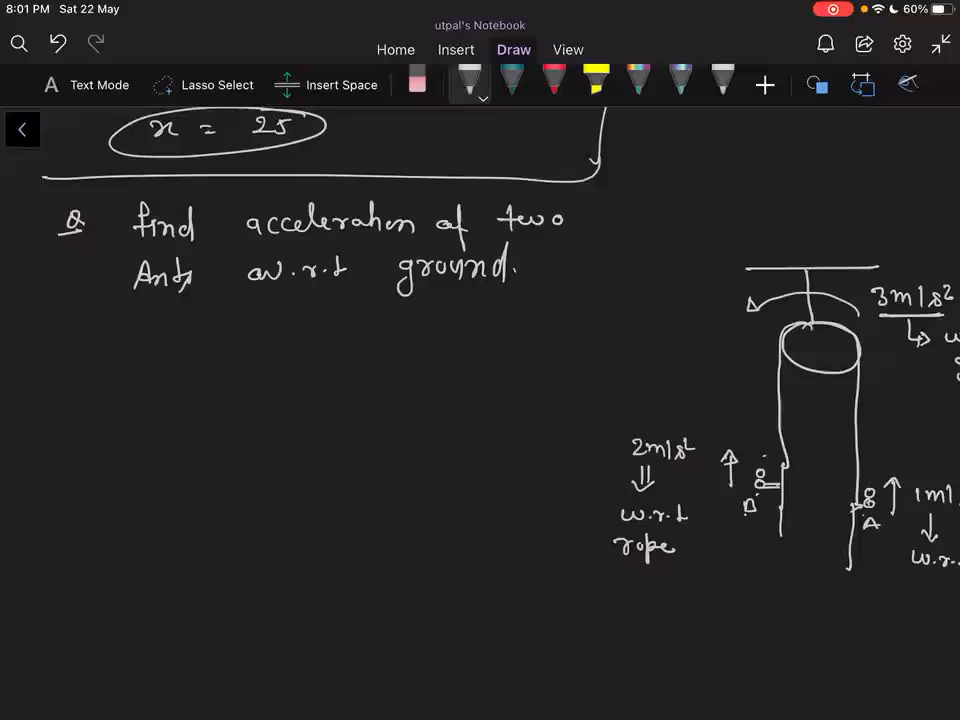 8:01 PM Sat 22 May
60%
utpal's Notebook
Home Insert Draw View
Text Mode Lasso Select Insert Space
x = 25
Q find acceleration of two
Ants w.r.t ground.
3m/s²
2m/s²
w.r.t
rope
B
A
1m/
w.r.